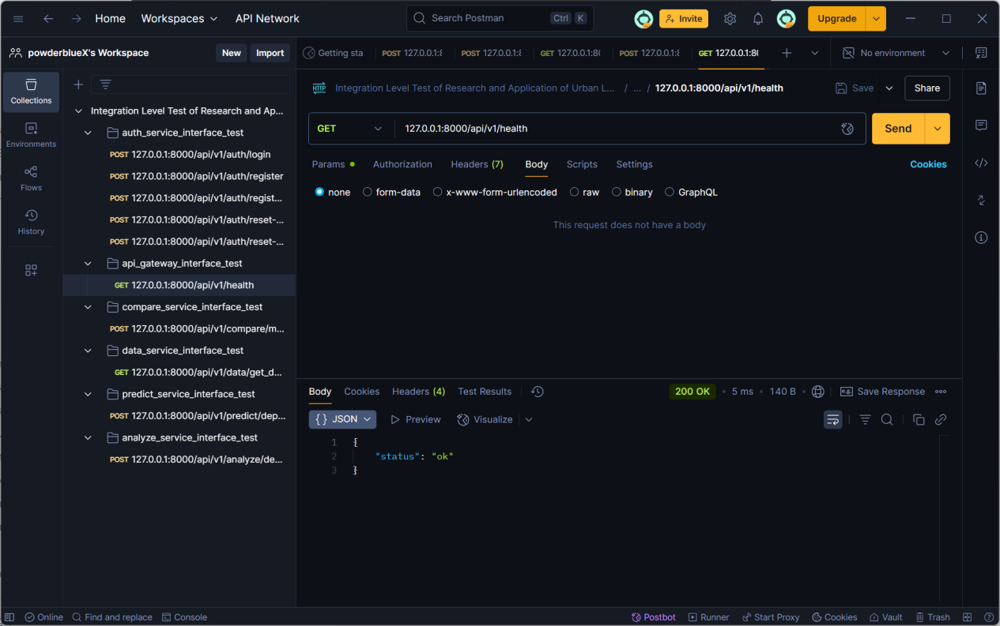 Home Workspaces API Network Search Postman Ctrl K Invite Upgrade
powderblueX's Workspace New Import Getting sta POST 127.0.0.1:8 POST 127.0.0.1:8 GET 127.0.0.1:80 POST 127.0.0.1:8 GET 127.0.0.1:80 No environment
Collections
Environments
Flows
History
Integration Level Test of Research and Ap...
auth_service_interface_test
POST 127.0.0.1:8000/api/v1/auth/login
POST 127.0.0.1:8000/api/v1/auth/register
POST 127.0.0.1:8000/api/v1/auth/regist...
POST 127.0.0.1:8000/api/v1/auth/reset-...
POST 127.0.0.1:8000/api/v1/auth/reset-...
api_gateway_interface_test
GET 127.0.0.1:8000/api/v1/health
compare_service_interface_test
POST 127.0.0.1:8000/api/v1/compare/m...
data_service_interface_test
GET 127.0.0.1:8000/api/v1/data/get_d...
predict_service_interface_test
POST 127.0.0.1:8000/api/v1/predict/dep...
analyze_service_interface_test
POST 127.0.0.1:8000/api/v1/analyze/de...
HTTP Integration Level Test of Research and Application of Urban L... / ... / 127.0.0.1:8000/api/v1/health Save Share
GET 127.0.0.1:8000/api/v1/health Send
Params Authorization Headers (7) Body Scripts Settings Cookies
none form-data x-www-form-urlencoded raw binary GraphQL
This request does not have a body
Body Cookies Headers (4) Test Results 200 OK 5 ms 140 B e.g. Save Response
{} JSON Preview Visualize
1 {
2 "status": "ok"
3 }
Online Find and replace Console Postbot Runner Start Proxy Cookies Vault Trash